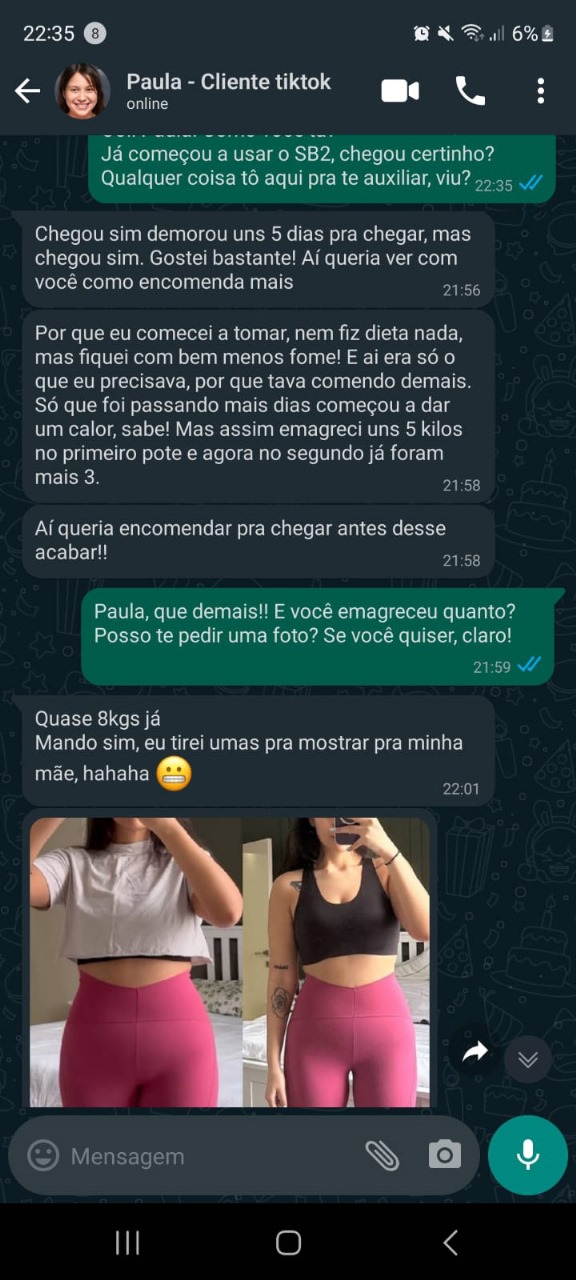 22:35 8 6%
Paula - Cliente tiktok
online
Já começou a usar o SB2, chegou certinho?
Qualquer coisa tô aqui pra te auxiliar, viu? 22:35
Chegou sim demorou uns 5 dias pra chegar, mas
chegou sim. Gostei bastante! Aí queria ver com
você como encomenda mais
21:56
Por que eu comecei a tomar, nem fiz dieta nada,
mas fiquei com bem menos fome! E ai era só o
que eu precisava, por que tava comendo demais.
Só que foi passando mais dias começou a dar
um calor, sabe! Mas assim emagreci uns 5 kilos
no primeiro pote e agora no segundo já foram
mais 3.
21:58
Aí queria encomendar pra chegar antes desse
acabar!!
21:58
Paula, que demais!! E você emagreceu quanto?
Posso te pedir uma foto? Se você quiser, claro!
21:59
Quase 8kgs já
Mando sim, eu tirei umas pra mostrar pra minha
mãe, hahaha 😬
22:01
Mensagem